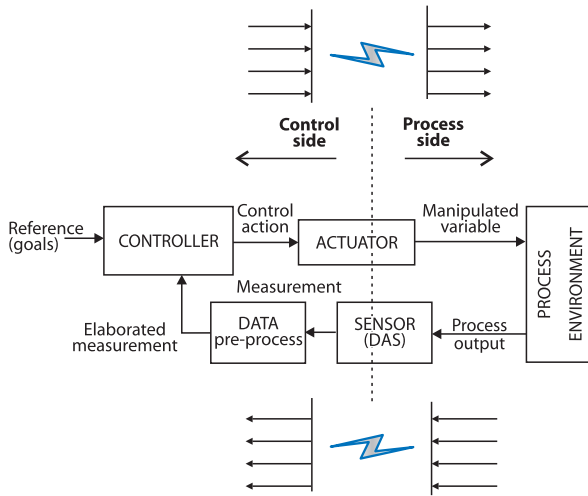 Control
side
Process
side
Reference
(goals)
CONTROLLER
Control
action
ACTUATOR
Manipulated
variable
PROCESS
ENVIRONMENT
Measurement
Elaborated
measurement
DATA
pre-process
SENSOR
(DAS)
Process
output